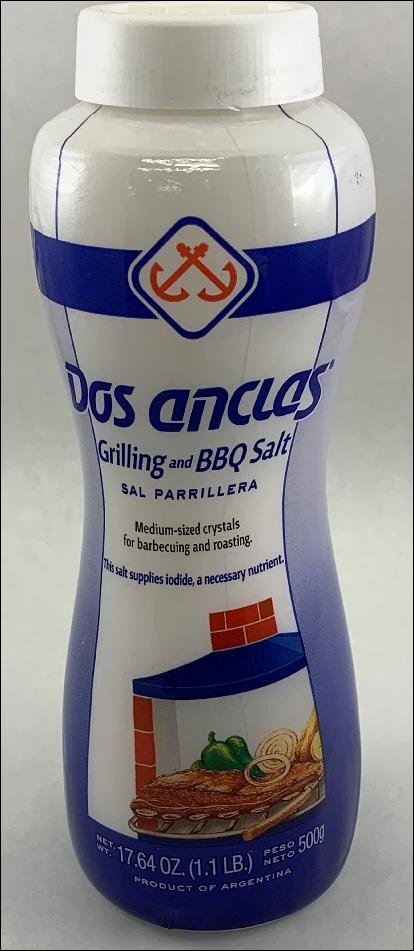 Dos anclas®
Grilling and BBQ Salt
SAL PARRILLERA
Medium-sized crystals
for barbecuing and roasting.
This salt supplies iodide, a necessary nutrient.
NET. WT. 17.64 OZ. (1.1 LB.) PESO NETO 500g
PRODUCT OF ARGENTINA